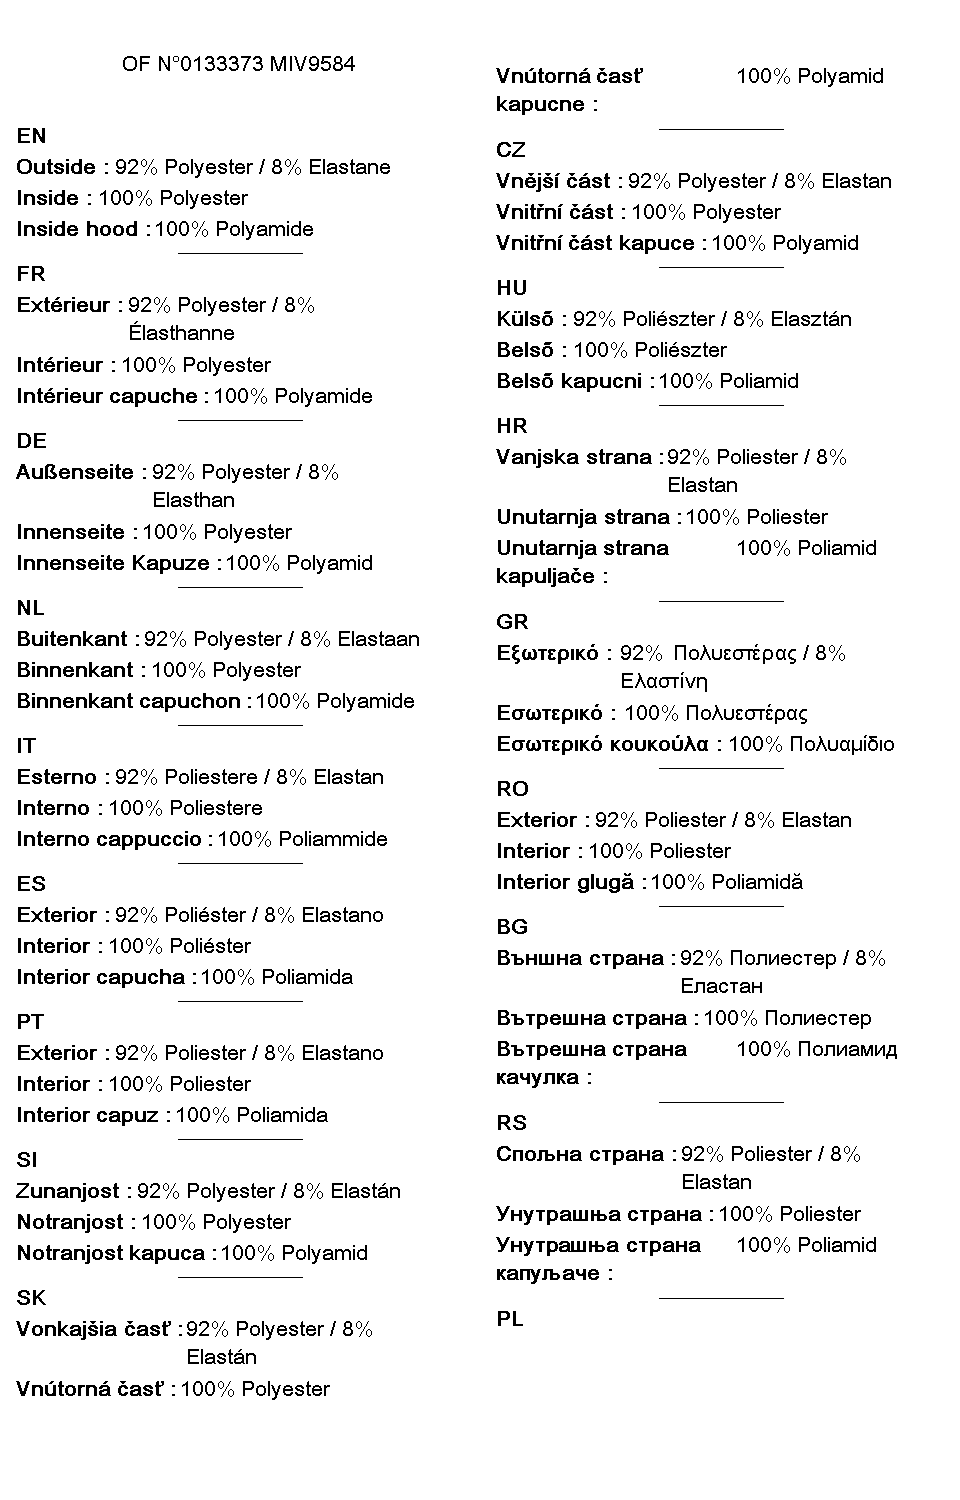 OF N°0133373 MIV9584
EN
Outside : 92% Polyester / 8% Elastane
Inside : 100% Polyester
Inside hood : 100% Polyamide
FR
Extérieur : 92% Polyester / 8%
Élasthanne
Intérieur : 100% Polyester
Intérieur capuche : 100% Polyamide
DE
Außenseite : 92% Polyester / 8%
Elasthan
Innenseite : 100% Polyester
Innenseite Kapuze : 100% Polyamid
NL
Buitenkant : 92% Polyester / 8% Elastaan
Binnenkant : 100% Polyester
Binnenkant capuchon : 100% Polyamide
IT
Esterno : 92% Poliestere / 8% Elastan
Interno : 100% Poliestere
Interno cappuccio : 100% Poliammide
ES
Exterior : 92% Poliéster / 8% Elastano
Interior : 100% Poliéster
Interior capucha : 100% Poliamida
PT
Exterior : 92% Poliester / 8% Elastano
Interior : 100% Poliester
Interior capuz : 100% Poliamida
SI
Zunanjost : 92% Polyester / 8% Elastán
Notranjost : 100% Polyester
Notranjost kapuca : 100% Polyamid
SK
Vonkajšia časť : 92% Polyester / 8%
Elastán
Vnútorná časť : 100% Polyester
Vnútorná časť 100% Polyamid
kapucne :
CZ
Vnější část : 92% Polyester / 8% Elastan
Vnitřní část : 100% Polyester
Vnitřní část kapuce : 100% Polyamid
HU
Külső : 92% Poliészter / 8% Elasztán
Belső : 100% Poliészter
Belső kapucni : 100% Poliamid
HR
Vanjska strana : 92% Poliester / 8%
Elastan
Unutarnja strana : 100% Poliester
Unutarnja strana 100% Poliamid
kapuljače :
GR
Εξωτερικό : 92% Πολυεστέρας / 8%
Ελαστίνη
Εσωτερικό : 100% Πολυεστέρας
Εσωτερικό κουκούλα : 100% Πολυαμίδιο
RO
Exterior : 92% Poliester / 8% Elastan
Interior : 100% Poliester
Interior glugă : 100% Poliamidă
BG
Външна страна : 92% Полиестер / 8%
Еластан
Вътрешна страна : 100% Полиестер
Вътрешна страна 100% Полиамид
качулка :
RS
Спољна страна : 92% Poliester / 8%
Elastan
Унутрашња страна : 100% Poliester
Унутрашња страна 100% Poliamid
капуљаче :
PL